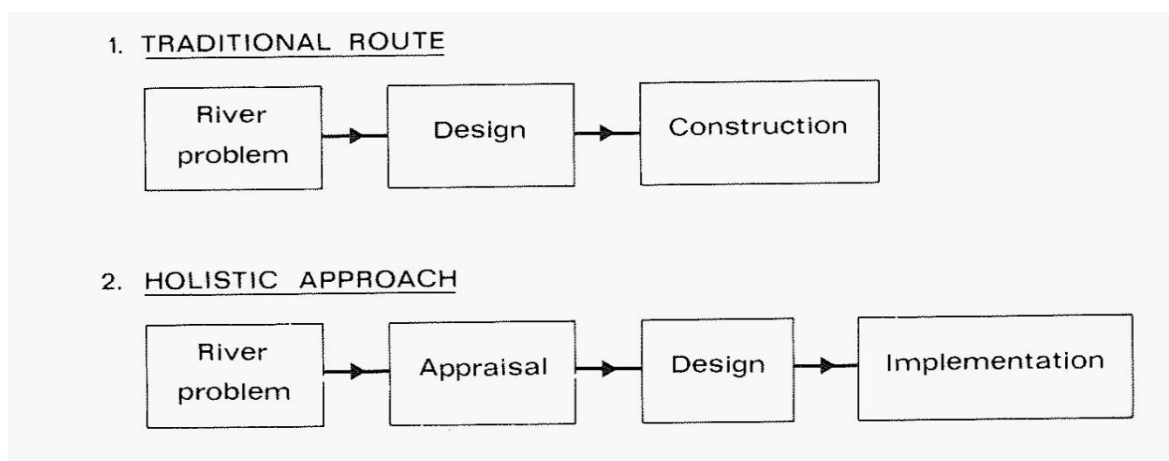 1. TRADITIONAL ROUTE
River
problem
Design
Construction
2. HOLISTIC APPROACH
River
problem
Appraisal
Design
Implementation